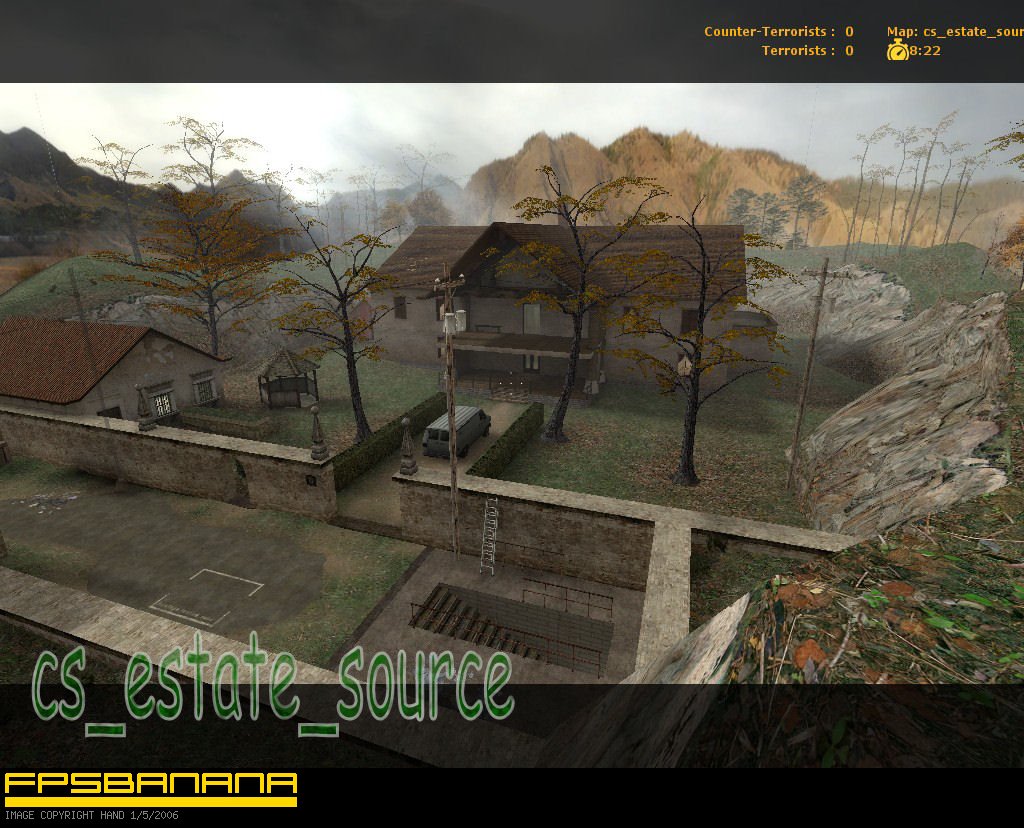 Counter-Terrorists : 0 Map: cs_estate_sour
Terrorists : 0 8:22
cs_estate_source
FPSBANANA
IMAGE COPYRIGHT HAND 1/5/2006